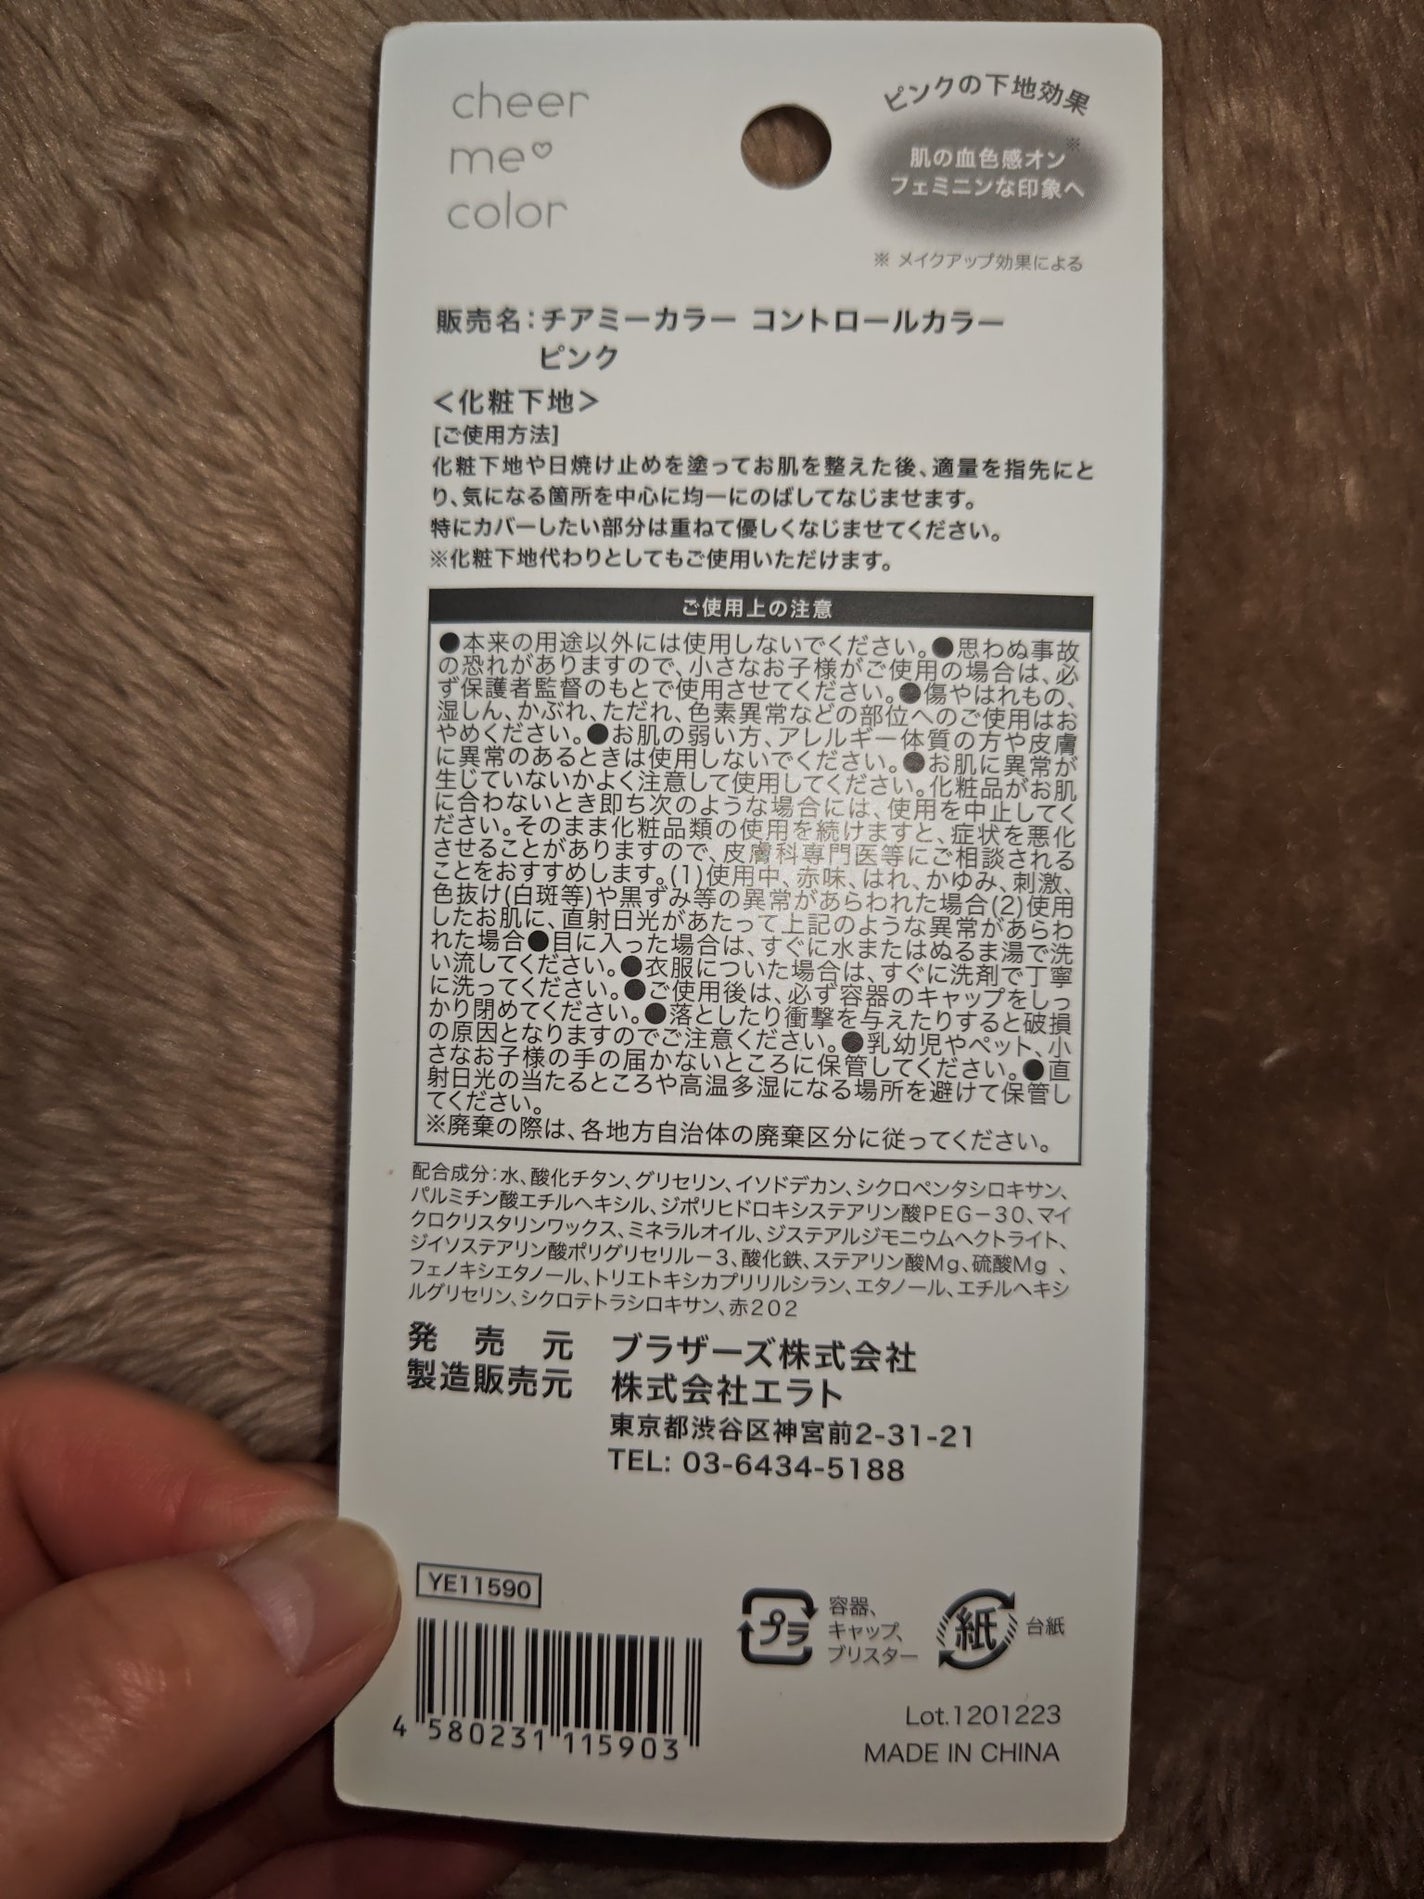 cheer
me♡
color
ピンクの下地効果
肌の血色感オン※
フェミニンな印象へ
※ メイクアップ効果による
販売名：チアミーカラー コントロールカラー
ピンク
＜化粧下地＞
[ご使用方法]
化粧下地や日焼け止めを塗ってお肌を整えた後、適量を指先にと
り、気になる箇所を中心に均一にのばしてなじませます。
特にカバーしたい部分は重ねて優しくなじませてください。
※化粧下地代わりとしてもご使用いただけます。
ご使用上の注意
●本来の用途以外には使用しないでください。●思わぬ事故
の恐れがありますので、小さなお子様がご使用の場合は、必
ず保護者監督のもとで使用させてください。●傷やはれもの、
湿しん、かぶれ、ただれ、色素異常などの部位へのご使用はお
やめください。●お肌の弱い方、アレルギー体質の方や皮膚
に異常のあるときは使用しないでください。●お肌に異常が
生じていないかよく注意して使用してください。化粧品がお肌
に合わないとき即ち次のような場合には、使用を中止してく
ださい。そのまま化粧品類の使用を続けますと、症状を悪化
させることがありますので、皮膚科専門医等にご相談される
ことをおすすめします。(1)使用中、赤味、はれ、かゆみ、刺激、
色抜け(白斑等)や黒ずみ等の異常があらわれた場合(2)使用
したお肌に、直射日光があたって上記のような異常があらわ
れた場合●目に入った場合は、すぐに水またはぬるま湯で洗
い流してください。●衣服についた場合は、すぐに洗剤で丁寧
に洗ってください。●ご使用後は、必ず容器のキャップをしっ
かり閉めてください。●落としたり衝撃を与えたりすると破損
の原因となりますのでご注意ください。●乳幼児やペット、小
さなお子様の手の届かないところに保管してください。●直
射日光の当たるところや高温多湿になる場所を避けて保管し
てください。
※廃棄の際は、各地方自治体の廃棄区分に従ってください。
配合成分：水、酸化チタン、グリセリン、イソドデカン、シクロペンタシロキサン、
パルミチン酸エチルヘキシル、ジポリヒドロキシステアリン酸PEG－30、マイ
クロクリスタリンワックス、ミネラルオイル、ジステアルジモニウムヘクトライト、
ジイソステアリン酸ポリグリセリル－3、酸化鉄、ステアリン酸Mg、硫酸Mg 、
フェノキシエタノール、トリエトキシカプリリルシラン、エタノール、エチルヘキシ
ルグリセリン、シクロテトラシロキサン、赤202
発 売 元 ブラザーズ株式会社
製造販売元 株式会社エラト
東京都渋谷区神宮前2-31-21
TEL: 03-6434-5188
YE11590
4 580231 115903
プラ 容器、
キャップ、
ブリスター
紙 台紙
Lot.1201223
MADE IN CHINA